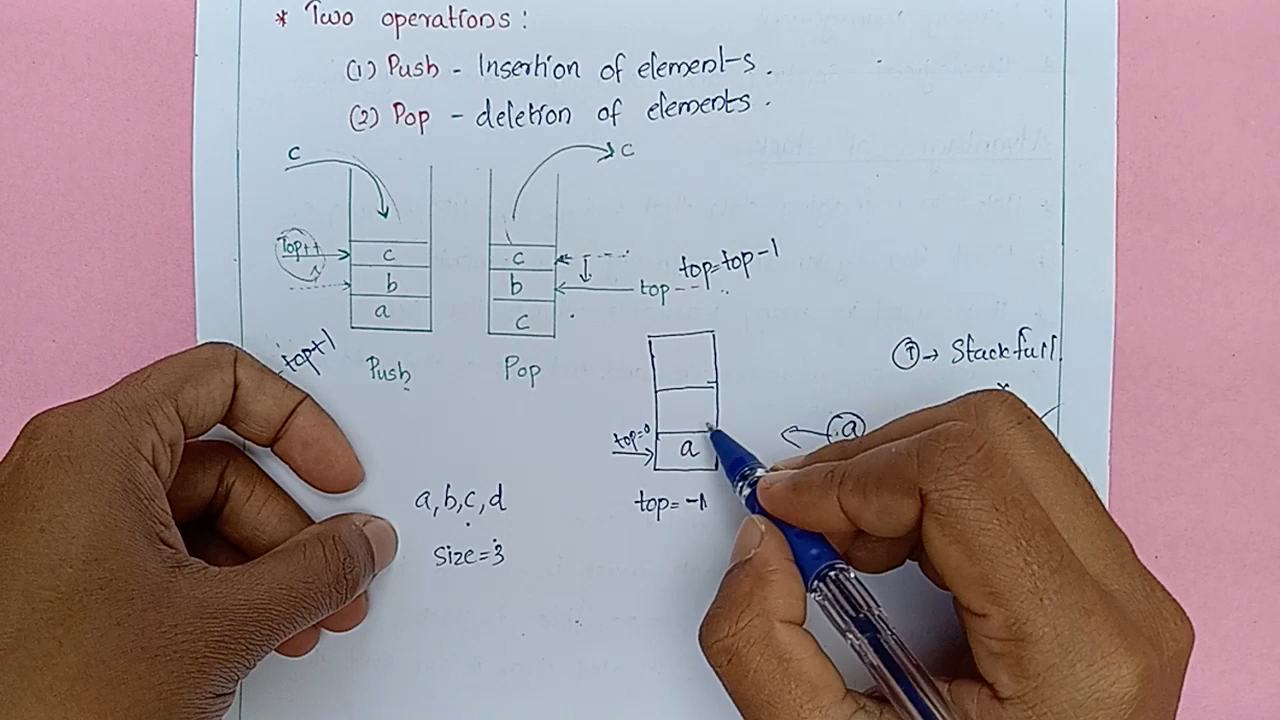 * Two operations:
(1) Push - Insertion of element-s.
(2) Pop - deletion of elements.
c
c
Top++
c
c
top=top-1
b
b
top--
a
c
top+1
Push
Pop
① → Stack full
a
top=0
a
a,b,c,d
top=-1
Size=3